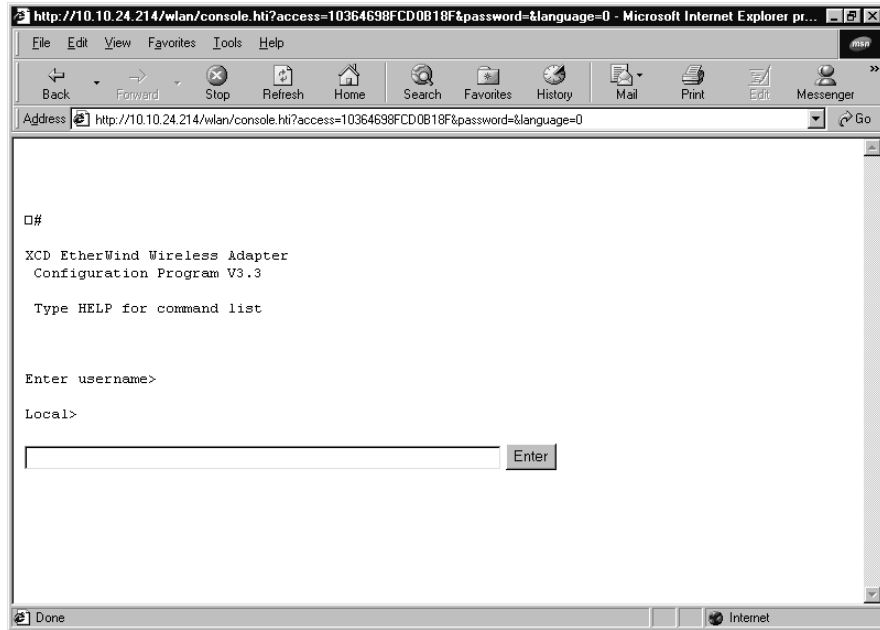 http://10.10.24.214/wlan/console.hti?access=10364698FCD0B18F&password=&language=0 - Microsoft Internet Explorer pr...
File Edit View Favorites Tools Help
msn
Back Forward Stop Refresh Home Search Favorites History Mail Print Edit Messenger »
Address http://10.10.24.214/wlan/console.hti?access=10364698FCD0B18F&password=&language=0 Go
□#
XCD EtherWind Wireless Adapter
Configuration Program V3.3
Type HELP for command list
Enter username>
Local>
Enter
Done Internet